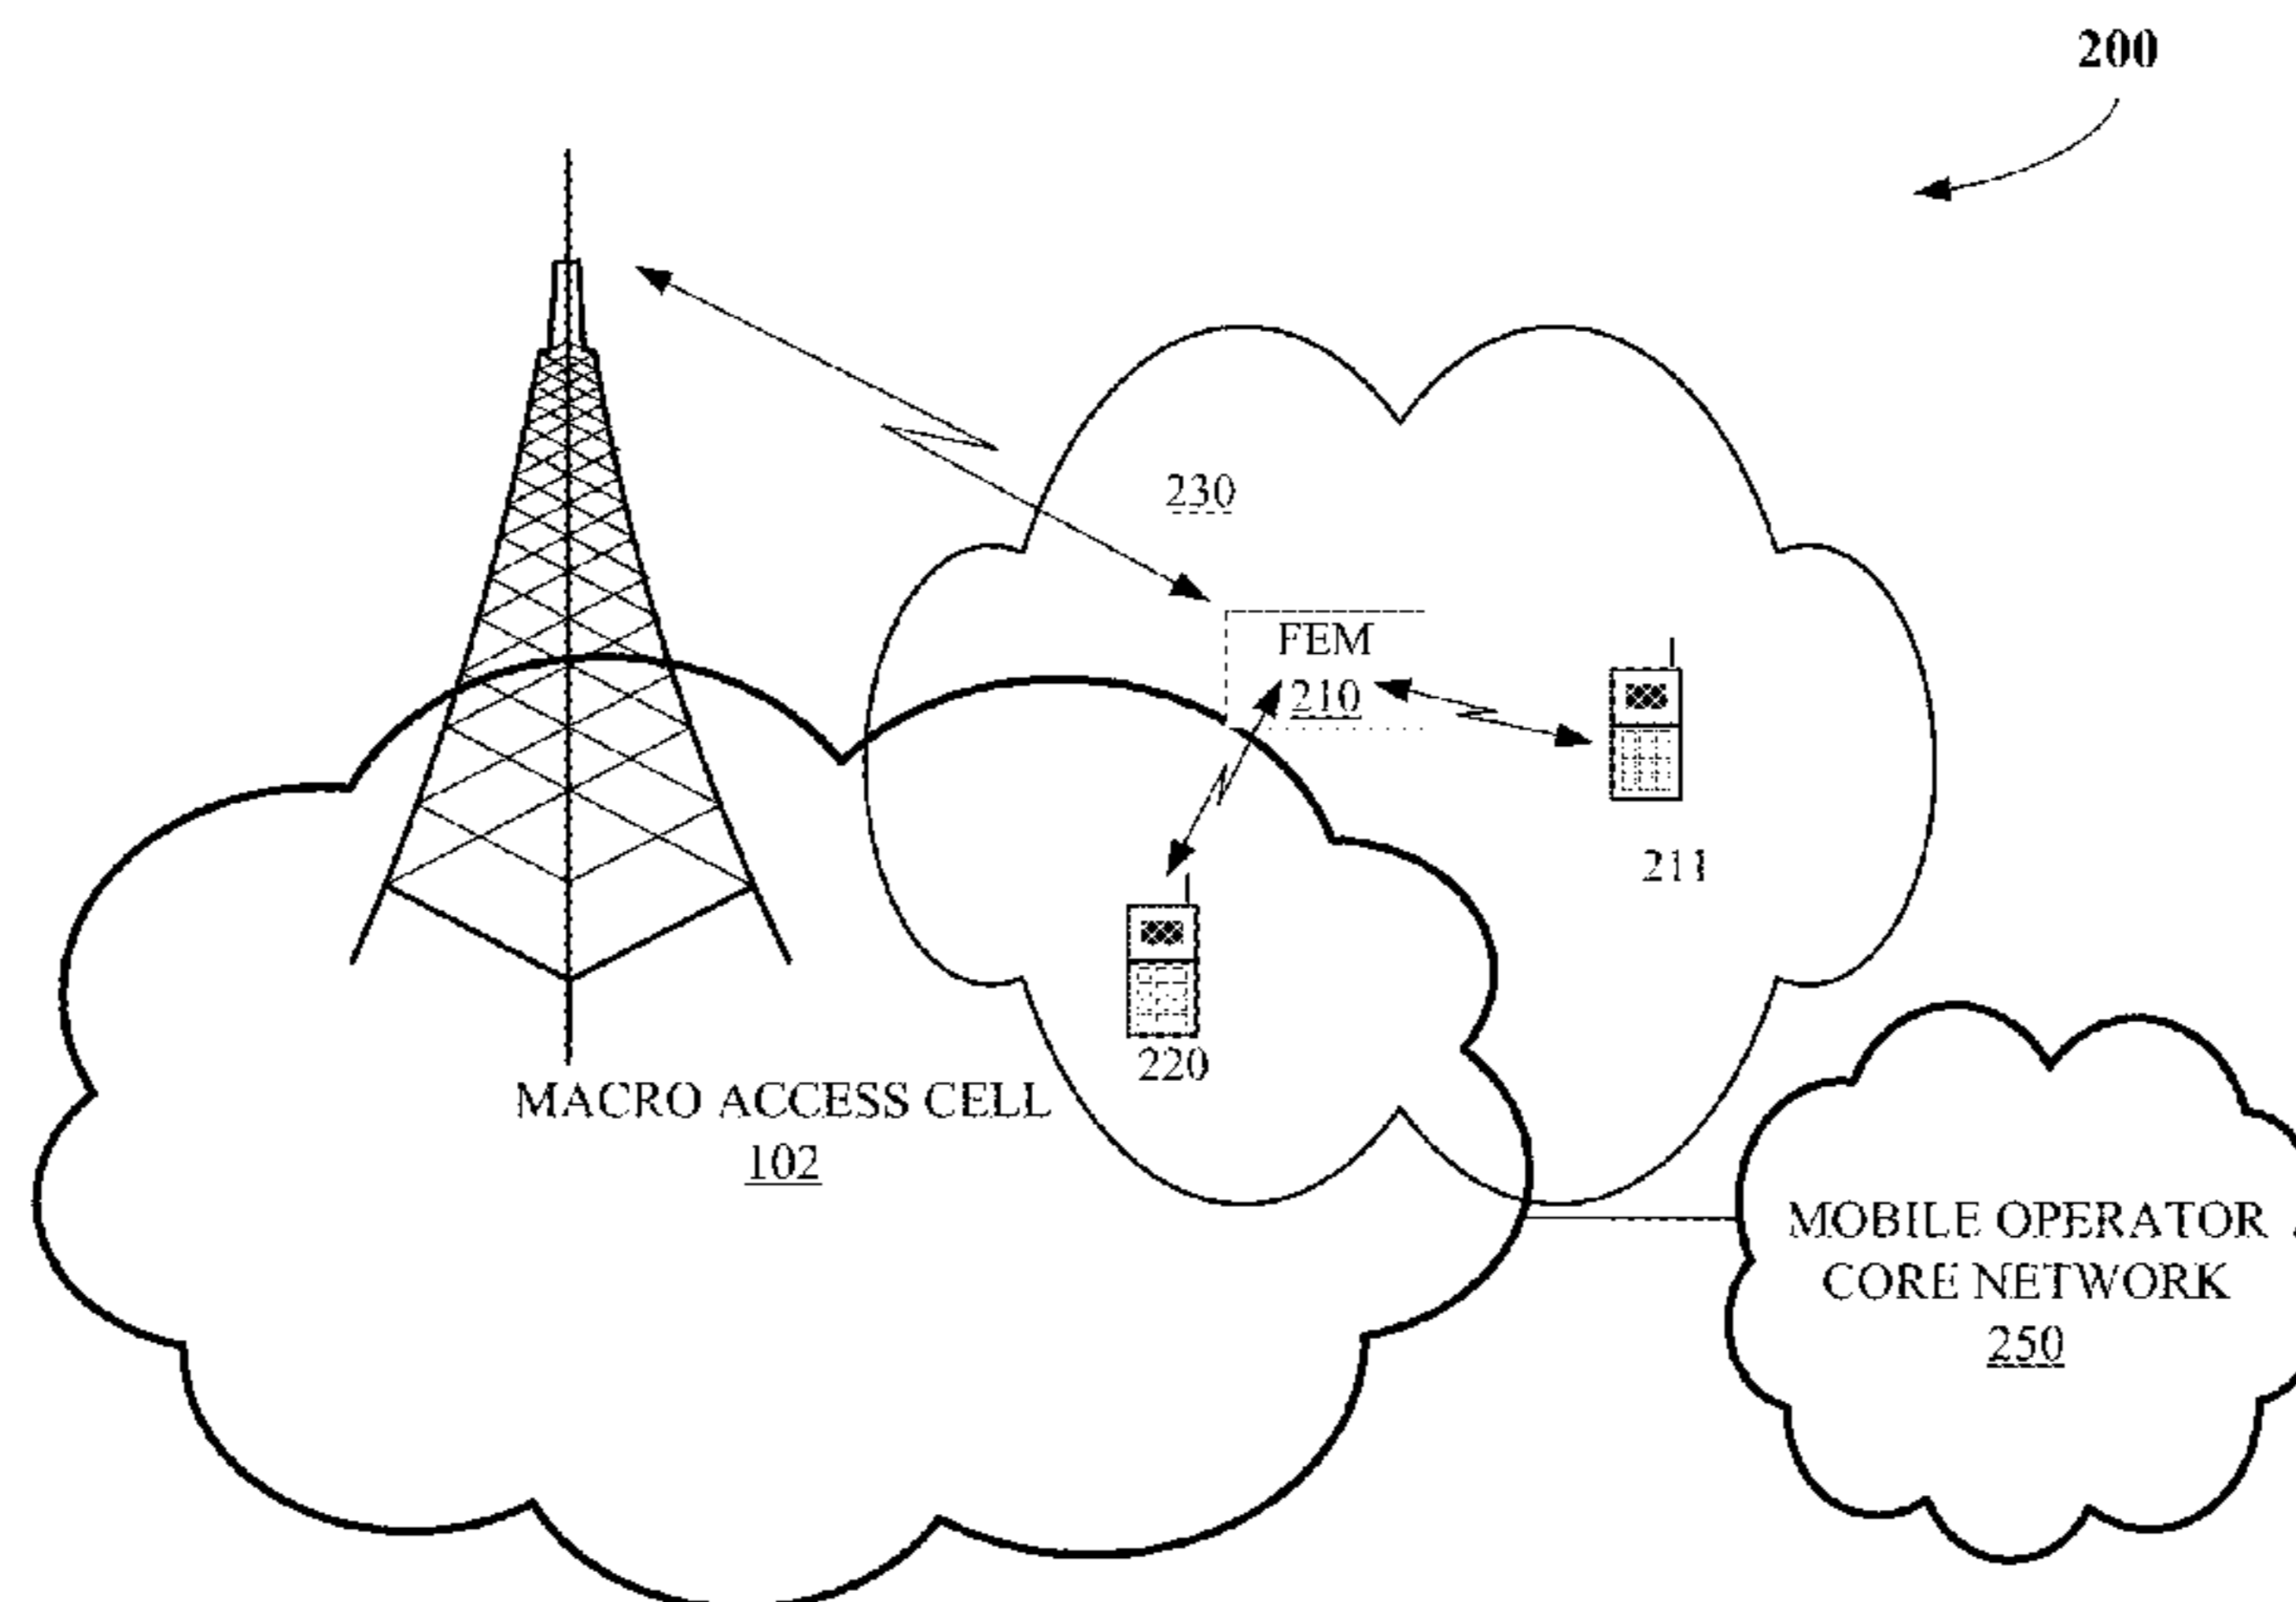 200
230
FEM
210
211
220
MACRO ACCESS CELL
102
MOBILE OPERATOR
CORE NETWORK
250